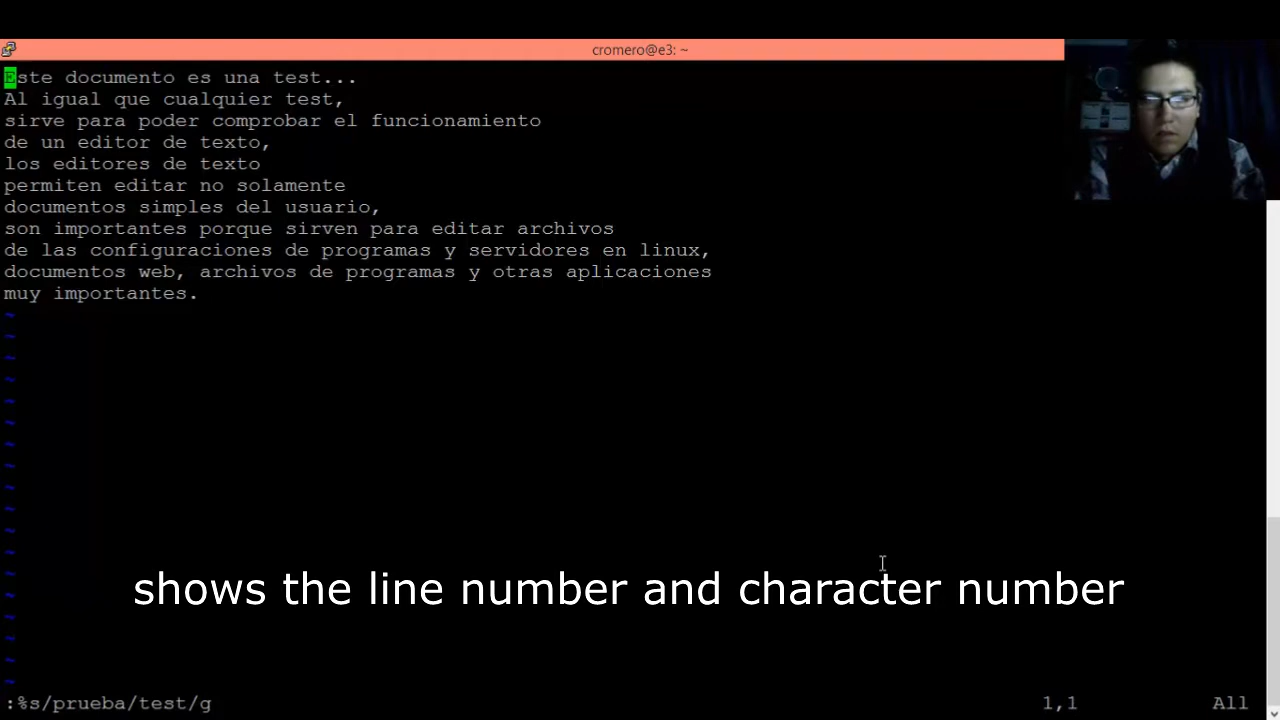 cromero@e3: ~
Este documento es una test...
Al igual que cualquier test,
sirve para poder comprobar el funcionamiento
de un editor de texto,
los editores de texto
permiten editar no solamente
documentos simples del usuario,
son importantes porque sirven para editar archivos
de las configuraciones de programas y servidores en linux,
documentos web, archivos de programas y otras aplicaciones
muy importantes.
~
~
~
~
~
~
~
~
~
~
~
~
~
shows the line number and character number
~
~
~
~
:%s/prueba/test/g 1,1 All